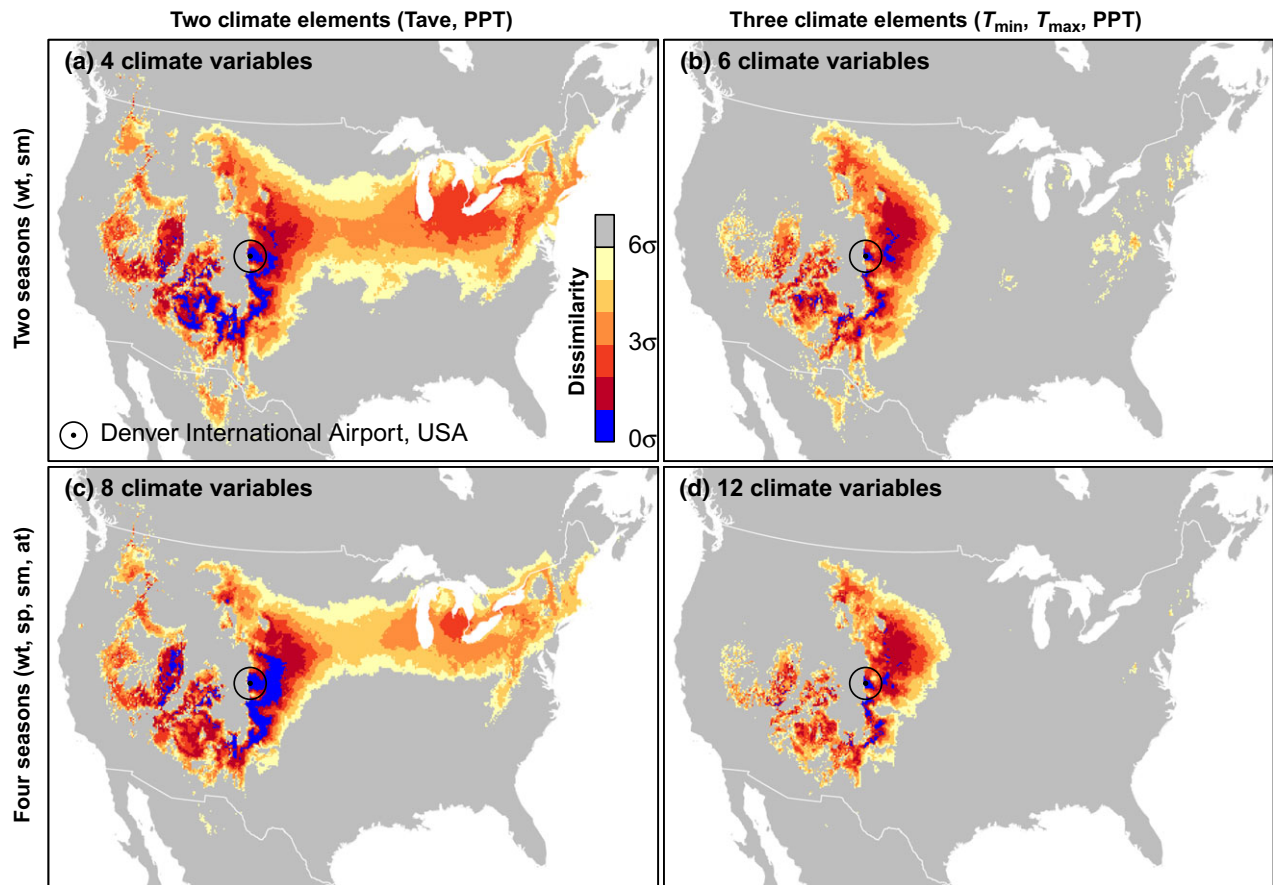 Two climate elements (Tave, PPT)
Three climate elements (Tmin, Tmax, PPT)
Two seasons (wt, sm)
(a) 4 climate variables
(b) 6 climate variables
Dissimilarity
6σ
3σ
0σ
Denver International Airport, USA
Four seasons (wt, sp, sm, at)
(c) 8 climate variables
(d) 12 climate variables